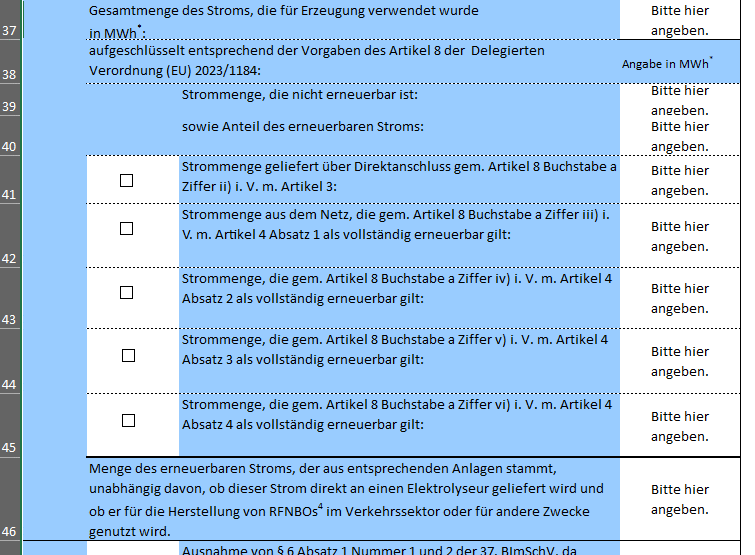 Gesamtmenge des Stroms, die für Erzeugung verwendet wurde
Bitte hier
37 in MWh*:
angeben.
aufgeschlüsselt entsprechend der Vorgaben des Artikel 8 der Delegierten
Angabe in MWh*
38 Verordnung (EU) 2023/1184:
39 Strommenge, die nicht erneuerbar ist:
Bitte hier
angeben.
40 sowie Anteil des erneuerbaren Stroms:
Bitte hier
angeben.
Strommenge geliefert über Direktanschluss gem. Artikel 8 Buchstabe a
Bitte hier
41 Ziffer ii) i. V. m. Artikel 3:
angeben.
Strommenge aus dem Netz, die gem. Artikel 8 Buchstabe a Ziffer iii) i.
Bitte hier
42 V. m. Artikel 4 Absatz 1 als vollständig erneuerbar gilt:
angeben.
Strommenge, die gem. Artikel 8 Buchstabe a Ziffer iv) i. V. m. Artikel 4
Bitte hier
43 Absatz 2 als vollständig erneuerbar gilt:
angeben.
Strommenge, die gem. Artikel 8 Buchstabe a Ziffer v) i. V. m. Artikel 4
Bitte hier
44 Absatz 3 als vollständig erneuerbar gilt:
angeben.
Strommenge, die gem. Artikel 8 Buchstabe a Ziffer vi) i. V. m. Artikel 4
Bitte hier
45 Absatz 4 als vollständig erneuerbar gilt:
angeben.
Menge des erneuerbaren Stroms, der aus entsprechenden Anlagen stammt,
unabhängig davon, ob dieser Strom direkt an einen Elektrolyseur geliefert wird und
Bitte hier
ob er für die Herstellung von RFNBOs⁴ im Verkehrssektor oder für andere Zwecke
angeben.
46 genutzt wird.
Ausnahme von § 6 Absatz 1 Nummer 1 und 2 der 37. BImSchV, da